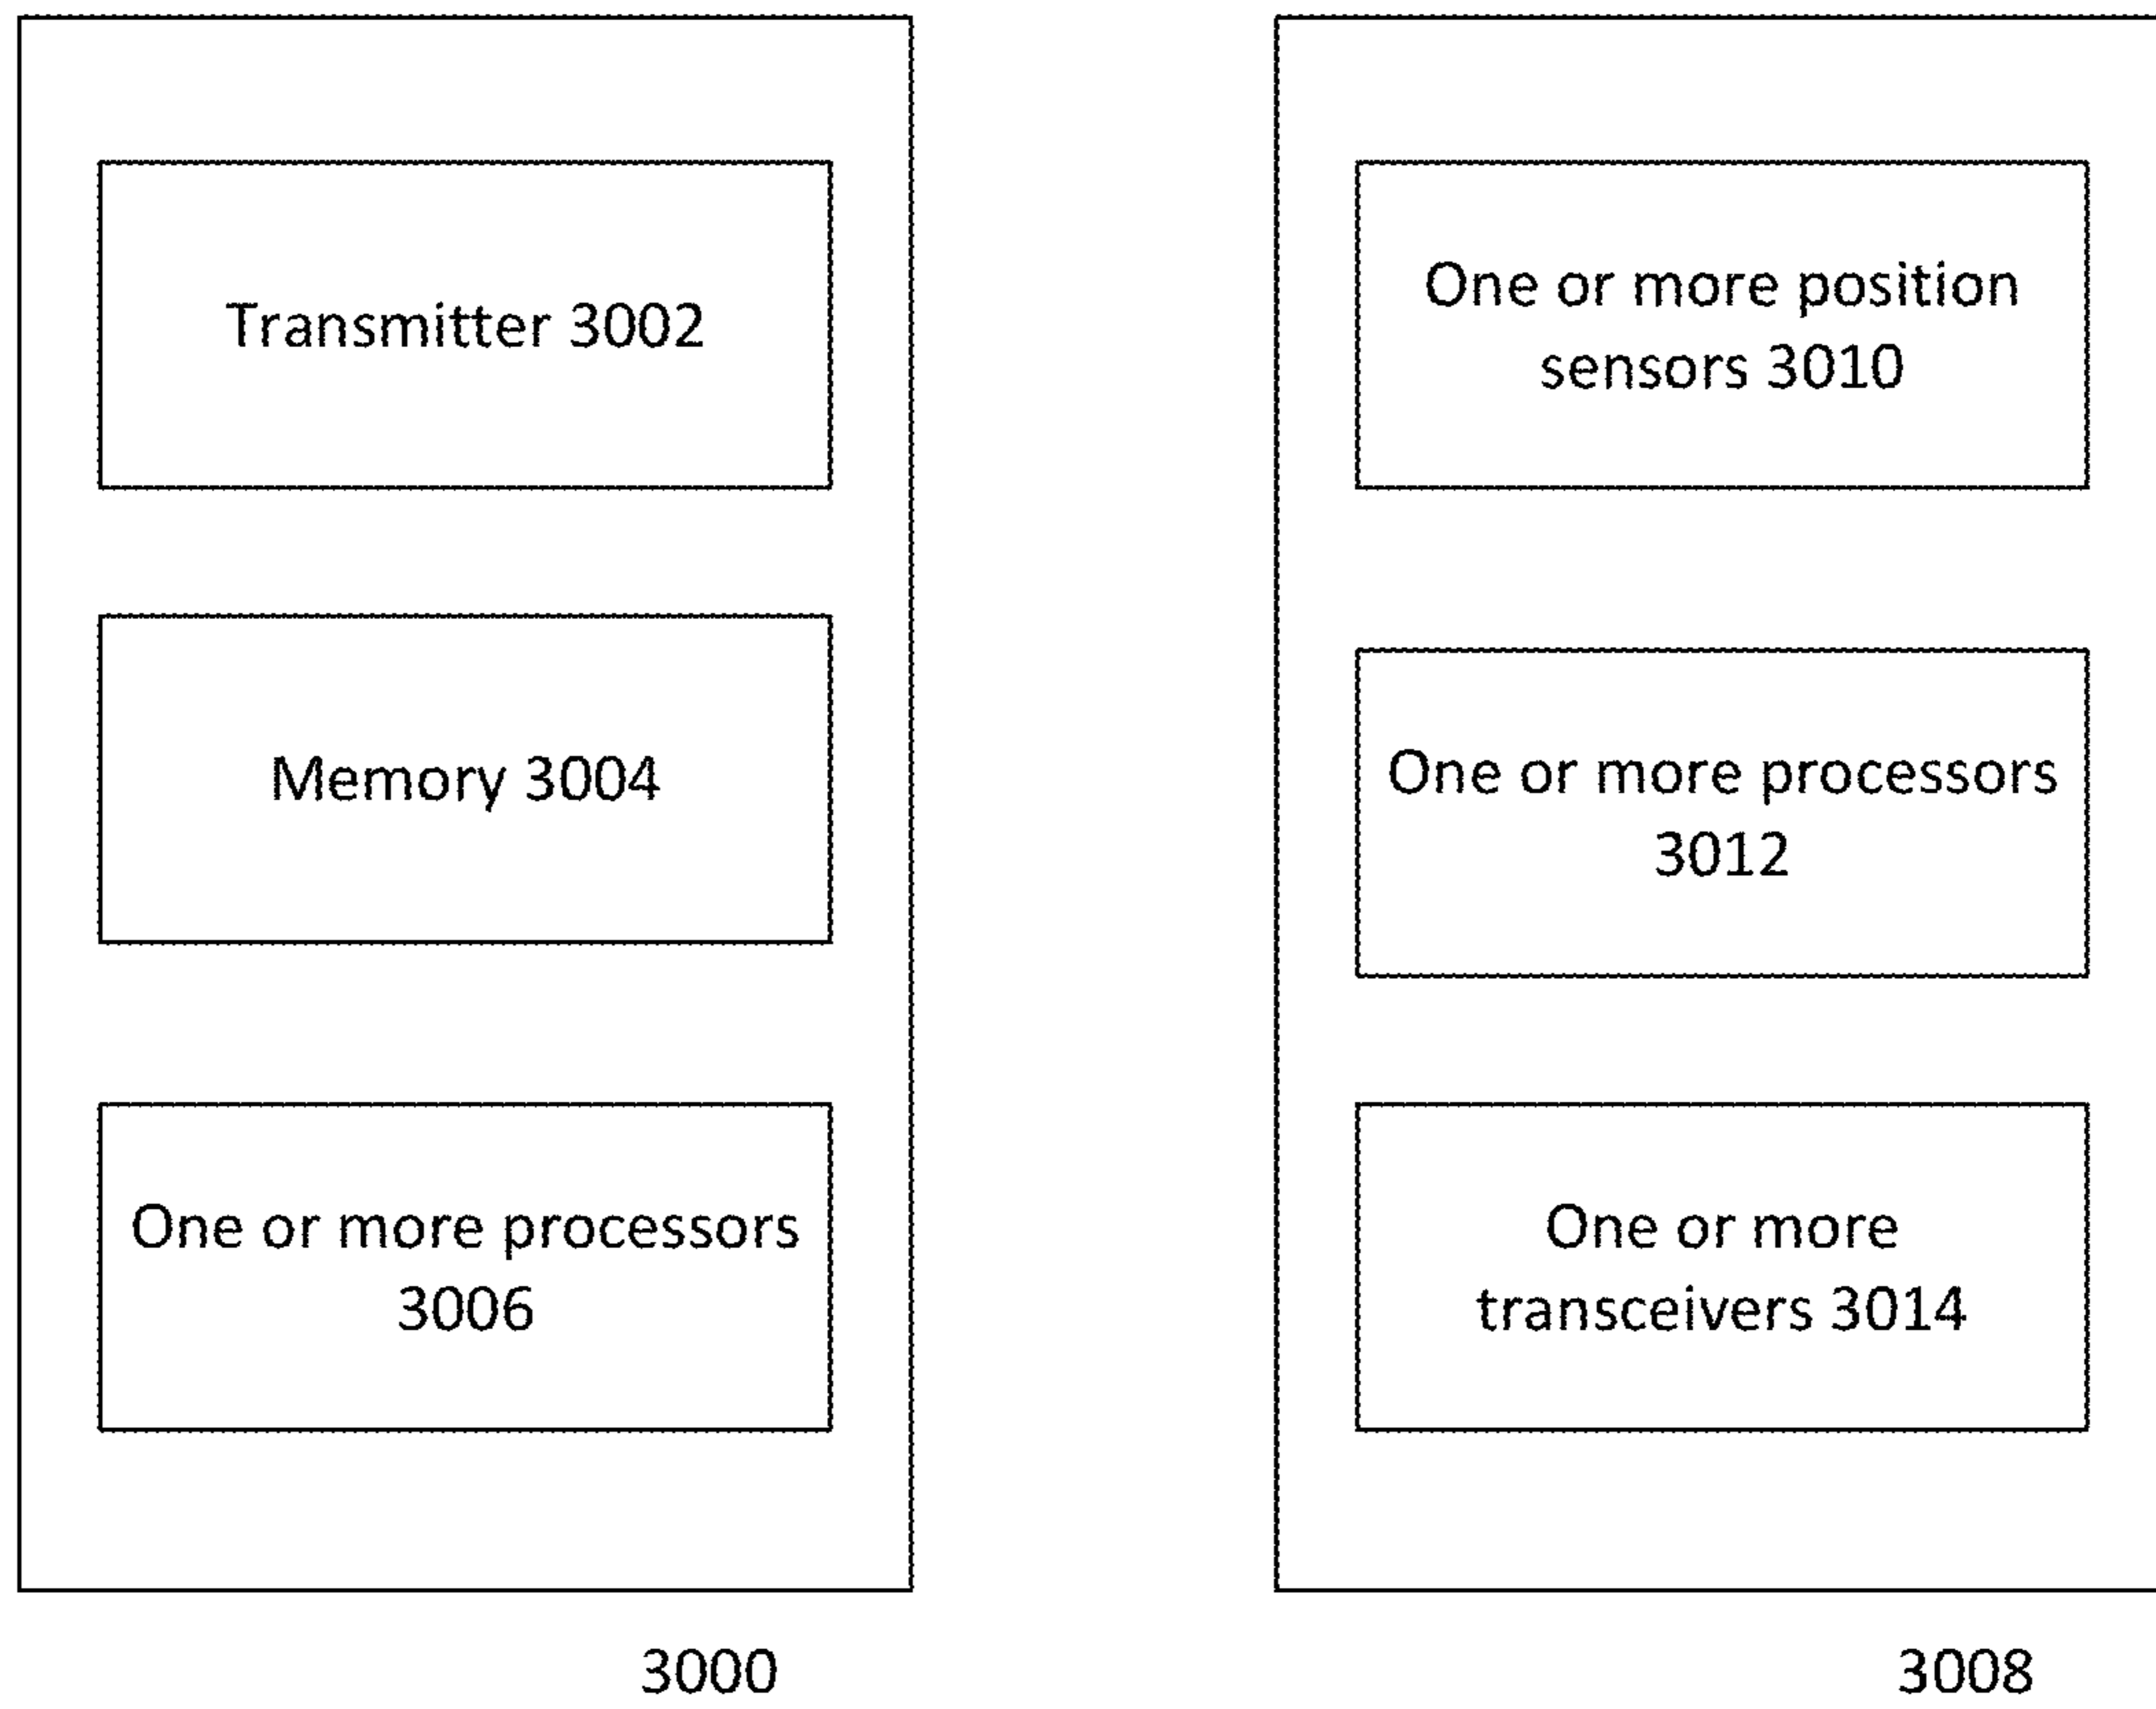 Transmitter 3002
Memory 3004
One or more processors
3006
3000
One or more position
sensors 3010
One or more processors
3012
One or more
transceivers 3014
3008